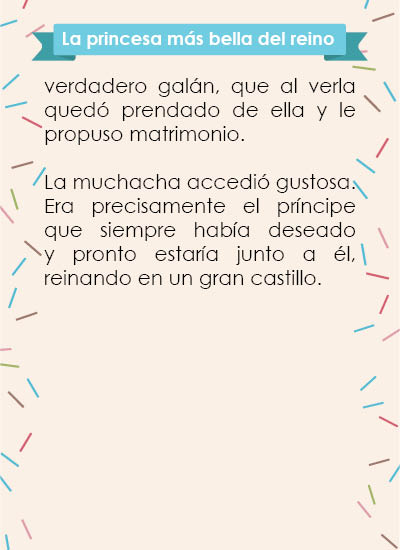 La princesa más bella del reino
verdadero galán, que al verla
quedó prendado de ella y le
propuso matrimonio.
La muchacha accedió gustosa.
Era precisamente el príncipe
que siempre había deseado
y pronto estaría junto a él,
reinando en un gran castillo.